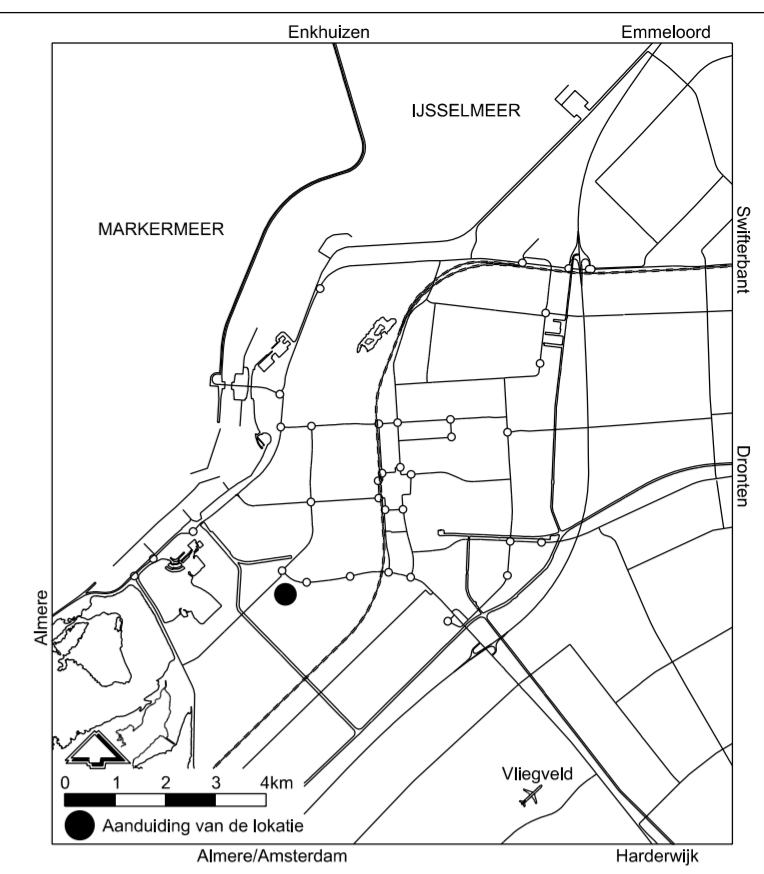 Enkhuizen
Emmeloord
IJSSELMEER
MARKERMEER
Swifterbant
Dronten
Almere
0 1 2 3 4km
Vliegveld
Aanduiding van de lokatie
Almere/Amsterdam
Harderwijk